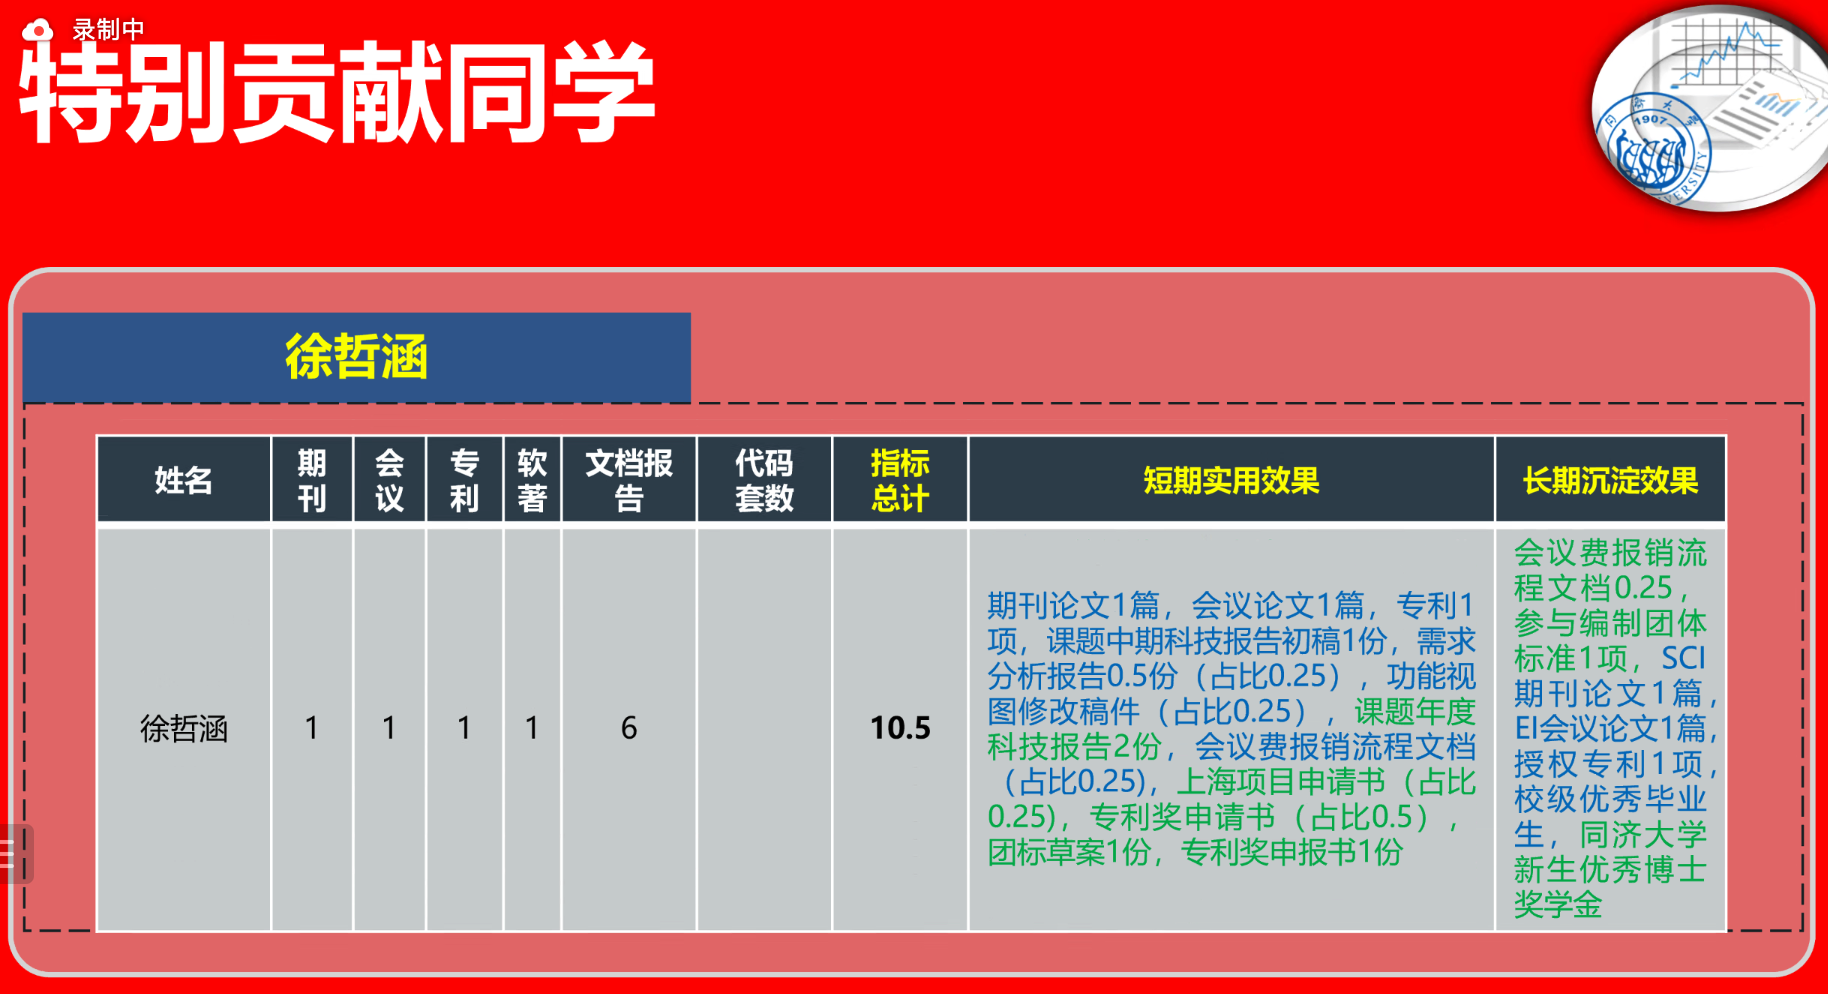 录制中
特别贡献同学
1907
徐哲涵
姓名
期
刊
会
议
专
利
软
著
文档报
告
代码
套数
指标
总计
短期实用效果
长期沉淀效果
徐哲涵
1
1
1
1
6
10.5
期刊论文1篇，会议论文1篇，专利1
项，课题中期科技报告初稿1份，需求
分析报告0.5份（占比0.25），功能视
图修改稿件（占比0.25），课题年度
科技报告2份，会议费报销流程文档
（占比0.25)，上海项目申请书（占比
0.25)，专利奖申请书（占比0.5），
团标草案1份，专利奖申报书1份
会议费报销流
程文档0.25，
参与编制团体
标准1项，SCI
期刊论文1篇，
EI会议论文1篇，
授权专利1项，
校级优秀毕业
生，同济大学
新生优秀博士
奖学金